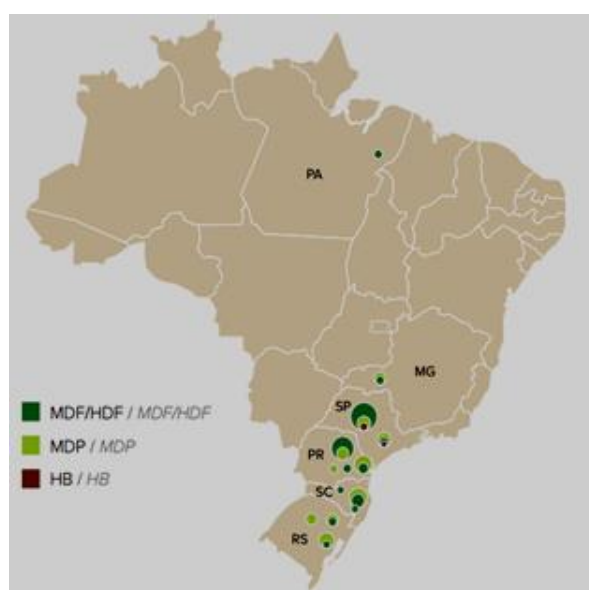 PA
MG
SP
MDF/HDF / MDF/HDF
MDP / MDP
PR
HB / HB
SC
RS